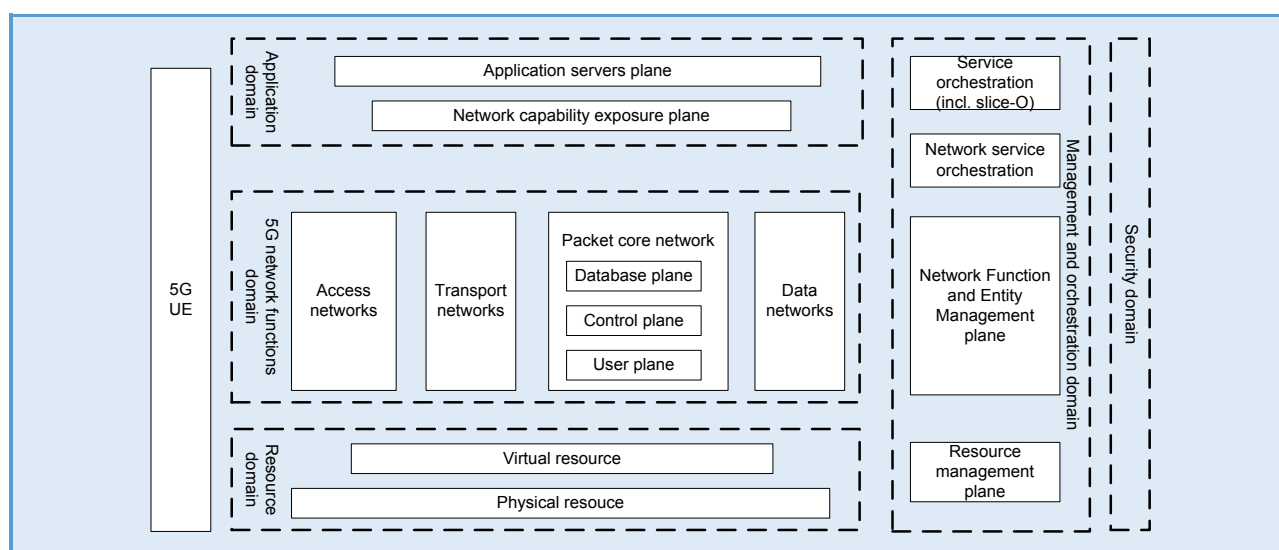 5G
UE
Application
domain
Application servers plane
Network capability exposure plane
5G network functions
domain
Access
networks
Transport
networks
Packet core network
Database plane
Control plane
User plane
Data
networks
Resource
domain
Virtual resource
Physical resouce
Service
orchestration
(incl. slice-O)
Network service
orchestration
Network Function
and Entity
Management
plane
Resource
management
plane
Management and orchestration domain
Security domain